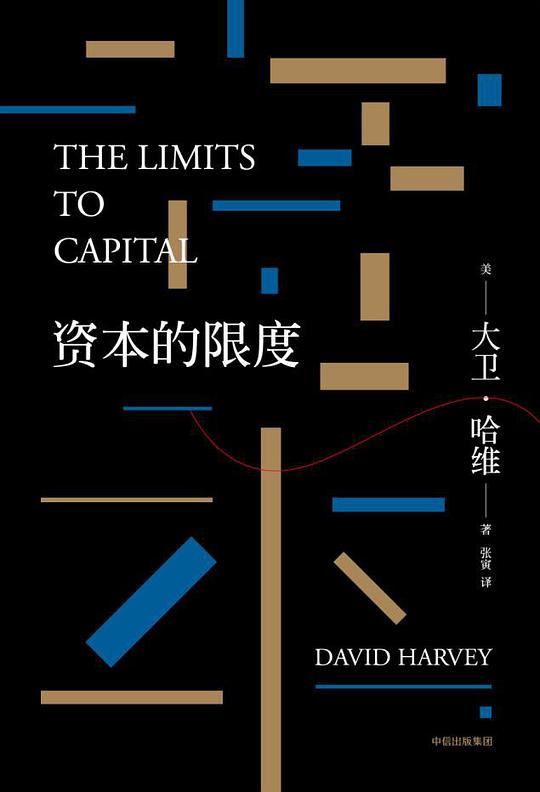 THE LIMITS
TO
CAPITAL
资本的限度
美
大卫·哈维
著
张寅 译
DAVID HARVEY
中信出版集团